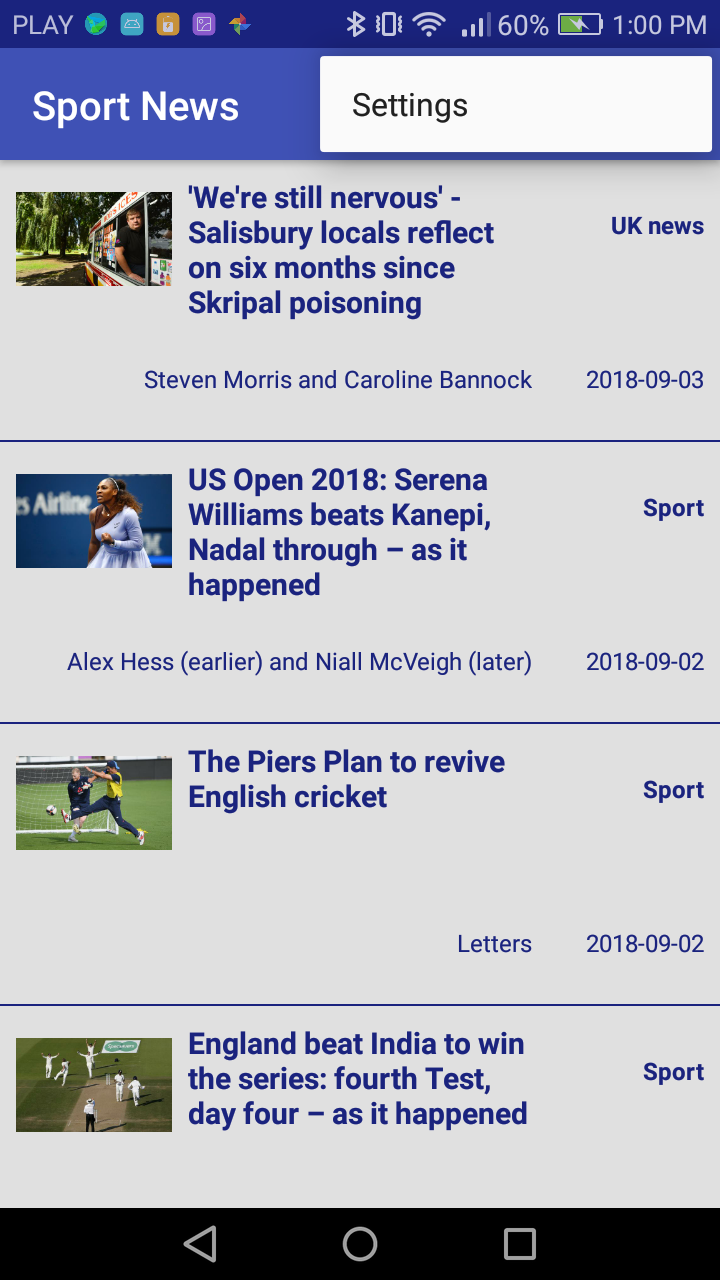 PLAY 60% 1:00 PM
Sport News
Settings
'We're still nervous' -
Salisbury locals reflect
on six months since
Skripal poisoning
UK news
Steven Morris and Caroline Bannock 2018-09-03
US Open 2018: Serena
Williams beats Kanepi,
Nadal through – as it
happened
Sport
Alex Hess (earlier) and Niall McVeigh (later) 2018-09-02
The Piers Plan to revive
English cricket
Sport
Letters 2018-09-02
England beat India to win
the series: fourth Test,
day four – as it happened
Sport